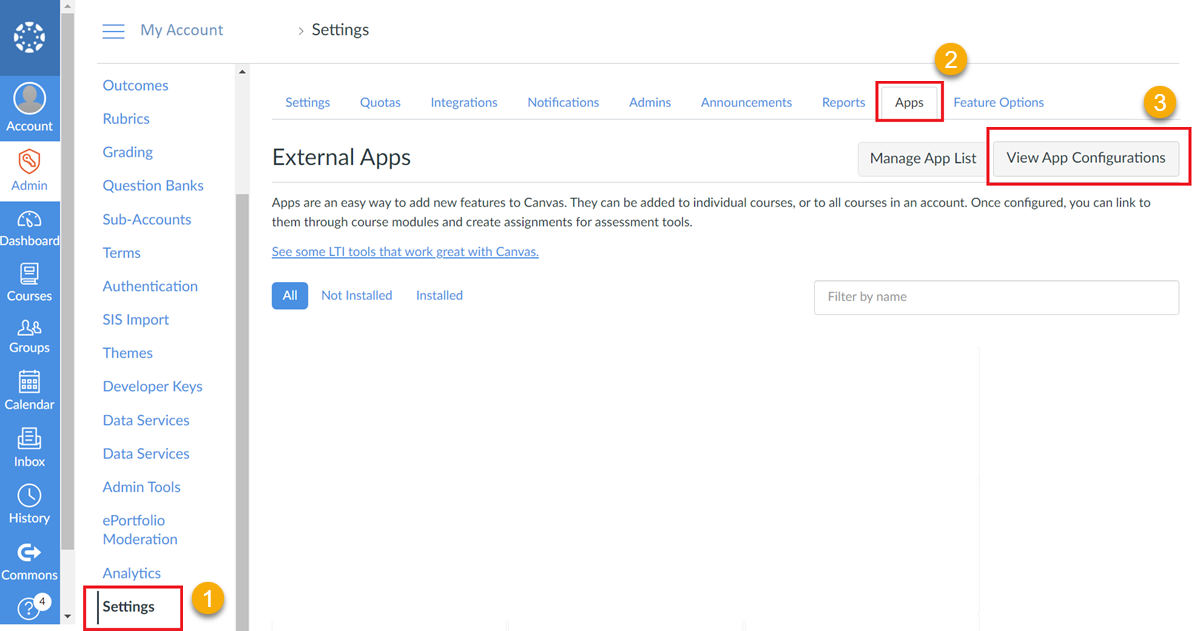 My Account > Settings
Account
Admin
Dashboard
Courses
Groups
Calendar
Inbox
History
Commons
4
Outcomes
Rubrics
Grading
Question Banks
Sub-Accounts
Terms
Authentication
SIS Import
Themes
Developer Keys
Data Services
Data Services
Admin Tools
ePortfolio
Moderation
Analytics
Settings
1
2
Settings Quotas Integrations Notifications Admins Announcements Reports Apps Feature Options
3
External Apps
Manage App List View App Configurations
Apps are an easy way to add new features to Canvas. They can be added to individual courses, or to all courses in an account. Once configured, you can link to
them through course modules and create assignments for assessment tools.
See some LTI tools that work great with Canvas.
All Not Installed Installed
Filter by name